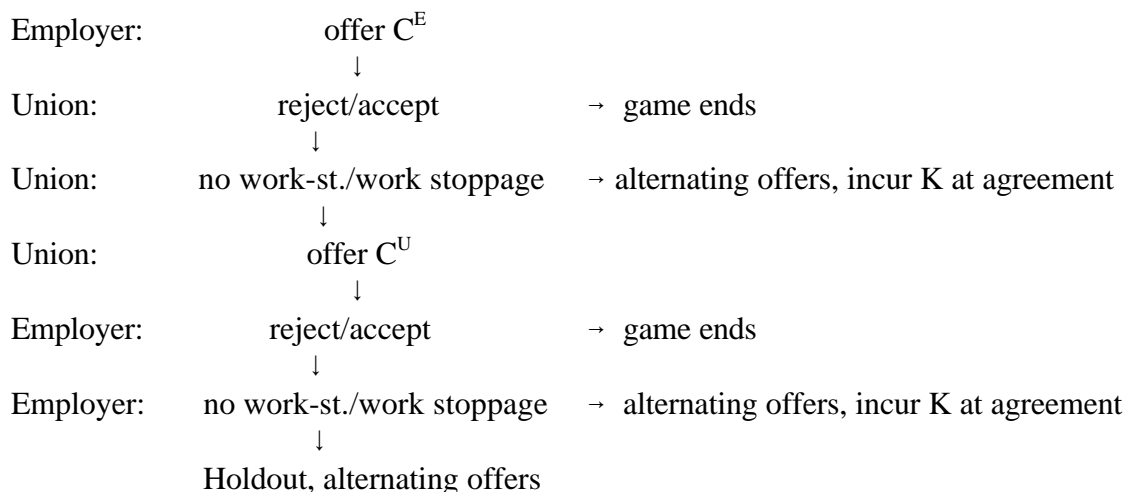 Employer: offer C^E
↓
Union: reject/accept → game ends
↓
Union: no work-st./work stoppage → alternating offers, incur K at agreement
↓
Union: offer C^U
↓
Employer: reject/accept → game ends
↓
Employer: no work-st./work stoppage → alternating offers, incur K at agreement
↓
Holdout, alternating offers